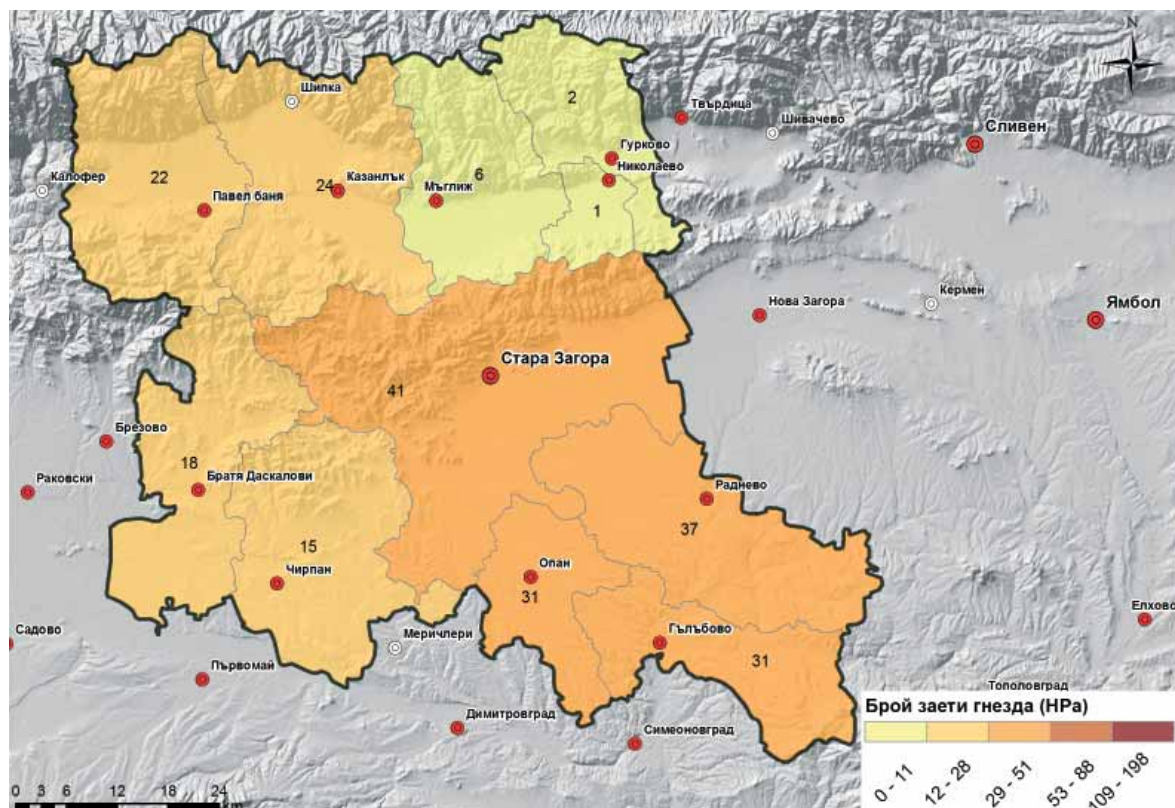 N
Шипка
2
Твърдица
Шивачево
Сливен
Гурково
Калофер
22
24
Казанлък
6
Николаево
Павел баня
Мъглиж
1
Нова Загора
Кермен
Ямбол
Стара Загора
41
Брезово
18
Раковски
Братя Даскалови
Раднево
37
15
Чирпан
Опан
31
Елхово
Садово
Меричлери
Гълъбово
31
Първомай
Тополовград
Димитровград
Симеоновград
Брой заети гнезда (HPa)
0 - 11
12 - 28
29 - 51
53 - 88
109 - 198
0 3 6 12 18 24
km